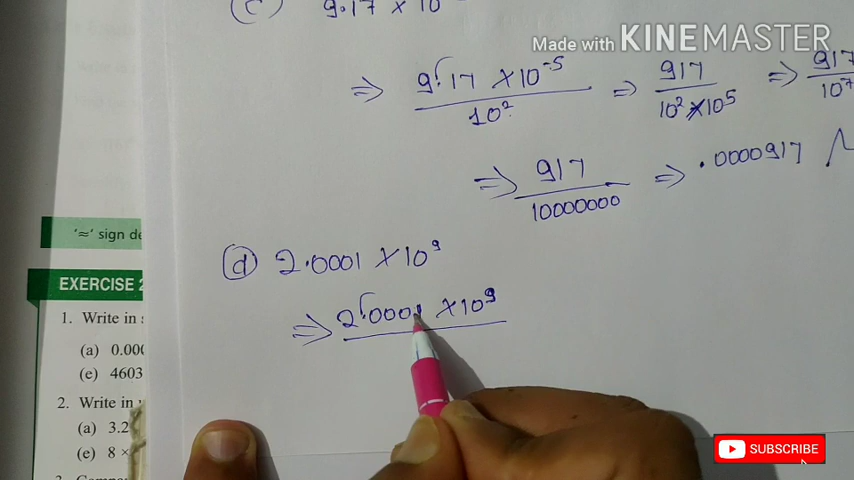 (c) 9.17 × 10
Made with KINEMASTER
⇒ 9.17 × 10⁻⁵ / 10² ⇒ 917 / 10² × 10⁵ ⇒ 917 / 10⁷
⇒ 917 / 10000000 ⇒ .0000917
'≈' sign de
(d) 2.0001 × 10⁹
⇒ 2.0001 × 10⁹
EXERCISE 2
1. Write in s
(a) 0.000
(e) 4603
2. Write in
(a) 3.2
(e) 8 ×
SUBSCRIBE